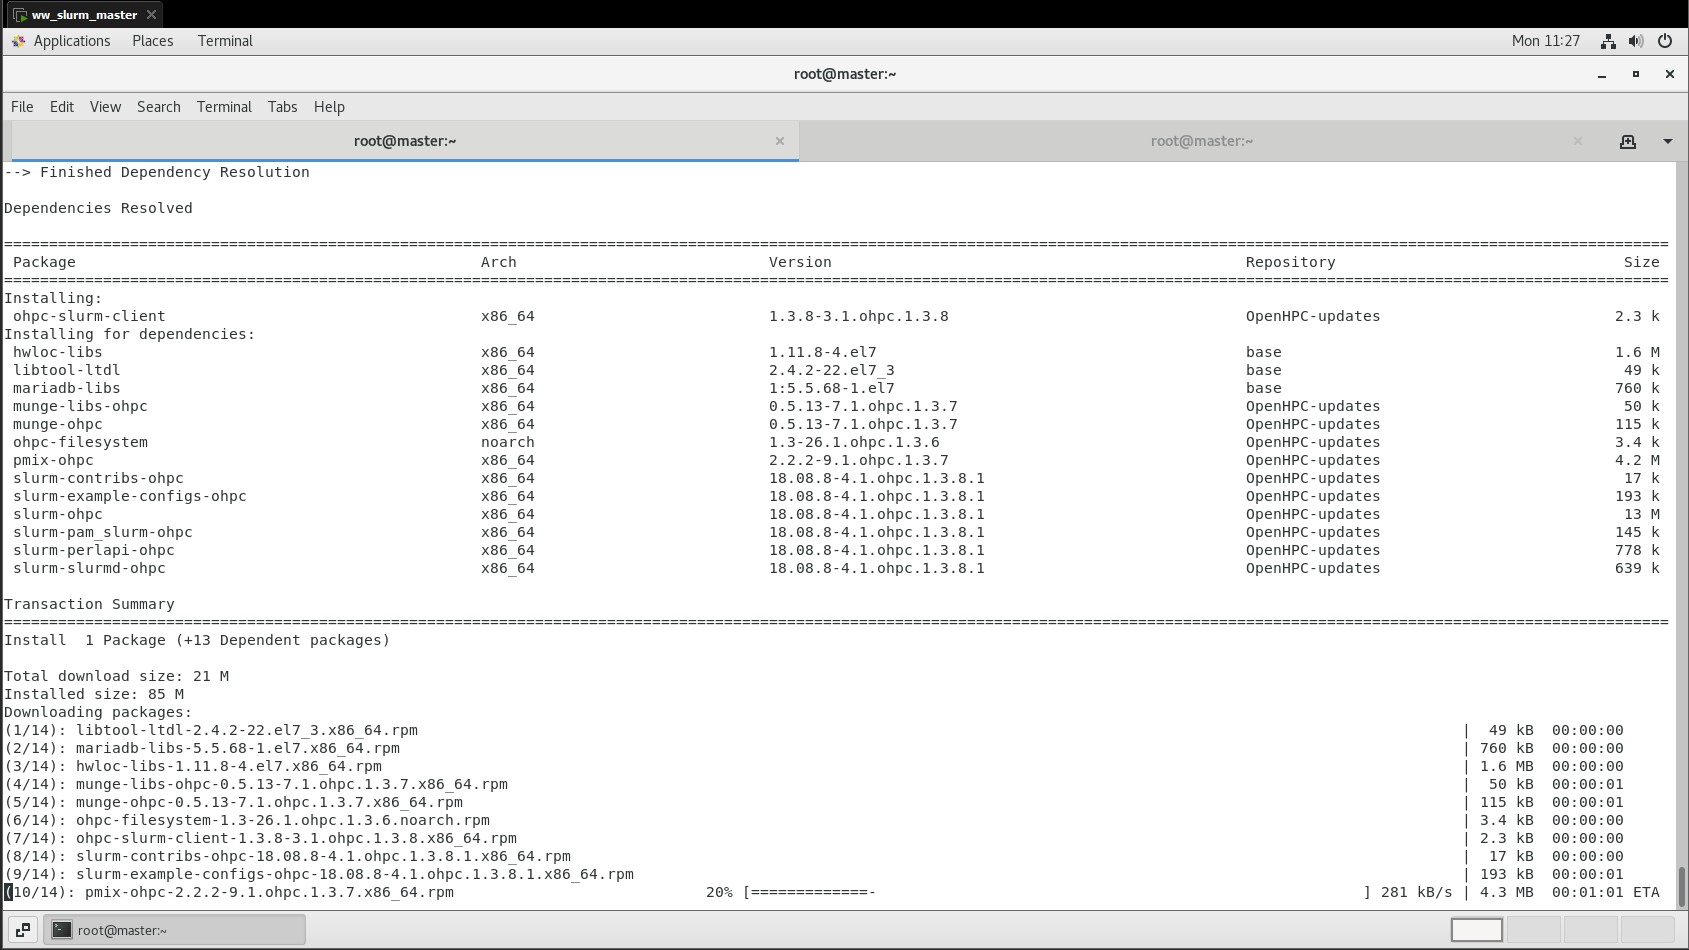 ww_slurm_master
Applications Places Terminal Mon 11:27
root@master:~
File Edit View Search Terminal Tabs Help
root@master:~ root@master:~
--> Finished Dependency Resolution
Dependencies Resolved
Package Arch Version Repository Size
Installing:
ohpc-slurm-client x86_64 1.3.8-3.1.ohpc.1.3.8 OpenHPC-updates 2.3 k
Installing for dependencies:
hwloc-libs x86_64 1.11.8-4.el7 base 1.6 M
libtool-ltdl x86_64 2.4.2-22.el7_3 base 49 k
mariadb-libs x86_64 1:5.5.68-1.el7 base 760 k
munge-libs-ohpc x86_64 0.5.13-7.1.ohpc.1.3.7 OpenHPC-updates 50 k
munge-ohpc x86_64 0.5.13-7.1.ohpc.1.3.7 OpenHPC-updates 115 k
ohpc-filesystem noarch 1.3-26.1.ohpc.1.3.6 OpenHPC-updates 3.4 k
pmix-ohpc x86_64 2.2.2-9.1.ohpc.1.3.7 OpenHPC-updates 4.2 M
slurm-contribs-ohpc x86_64 18.08.8-4.1.ohpc.1.3.8.1 OpenHPC-updates 17 k
slurm-example-configs-ohpc x86_64 18.08.8-4.1.ohpc.1.3.8.1 OpenHPC-updates 193 k
slurm-ohpc x86_64 18.08.8-4.1.ohpc.1.3.8.1 OpenHPC-updates 13 M
slurm-pam_slurm-ohpc x86_64 18.08.8-4.1.ohpc.1.3.8.1 OpenHPC-updates 145 k
slurm-perlapi-ohpc x86_64 18.08.8-4.1.ohpc.1.3.8.1 OpenHPC-updates 778 k
slurm-slurmd-ohpc x86_64 18.08.8-4.1.ohpc.1.3.8.1 OpenHPC-updates 639 k
Transaction Summary
Install 1 Package (+13 Dependent packages)
Total download size: 21 M
Installed size: 85 M
Downloading packages:
(1/14): libtool-ltdl-2.4.2-22.el7_3.x86_64.rpm | 49 kB 00:00:00
(2/14): mariadb-libs-5.5.68-1.el7.x86_64.rpm | 760 kB 00:00:00
(3/14): hwloc-libs-1.11.8-4.el7.x86_64.rpm | 1.6 MB 00:00:00
(4/14): munge-libs-ohpc-0.5.13-7.1.ohpc.1.3.7.x86_64.rpm | 50 kB 00:00:01
(5/14): munge-ohpc-0.5.13-7.1.ohpc.1.3.7.x86_64.rpm | 115 kB 00:00:01
(6/14): ohpc-filesystem-1.3-26.1.ohpc.1.3.6.noarch.rpm | 3.4 kB 00:00:00
(7/14): ohpc-slurm-client-1.3.8-3.1.ohpc.1.3.8.x86_64.rpm | 2.3 kB 00:00:00
(8/14): slurm-contribs-ohpc-18.08.8-4.1.ohpc.1.3.8.1.x86_64.rpm | 17 kB 00:00:00
(9/14): slurm-example-configs-ohpc-18.08.8-4.1.ohpc.1.3.8.1.x86_64.rpm | 193 kB 00:00:01
(10/14): pmix-ohpc-2.2.2-9.1.ohpc.1.3.7.x86_64.rpm 20% [=============- ] 281 kB/s | 4.3 MB 00:01:01 ETA
root@master:~